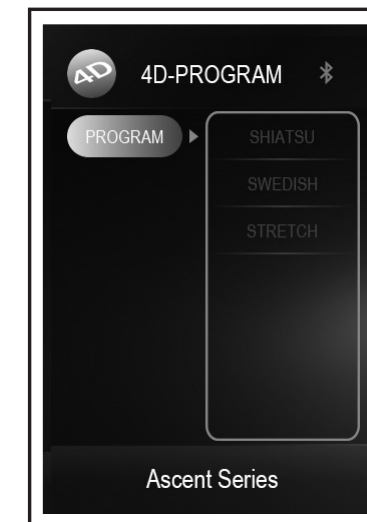 4D 4D-PROGRAM
PROGRAM
SHIATSU
SWEDISH
STRETCH
Ascent Series